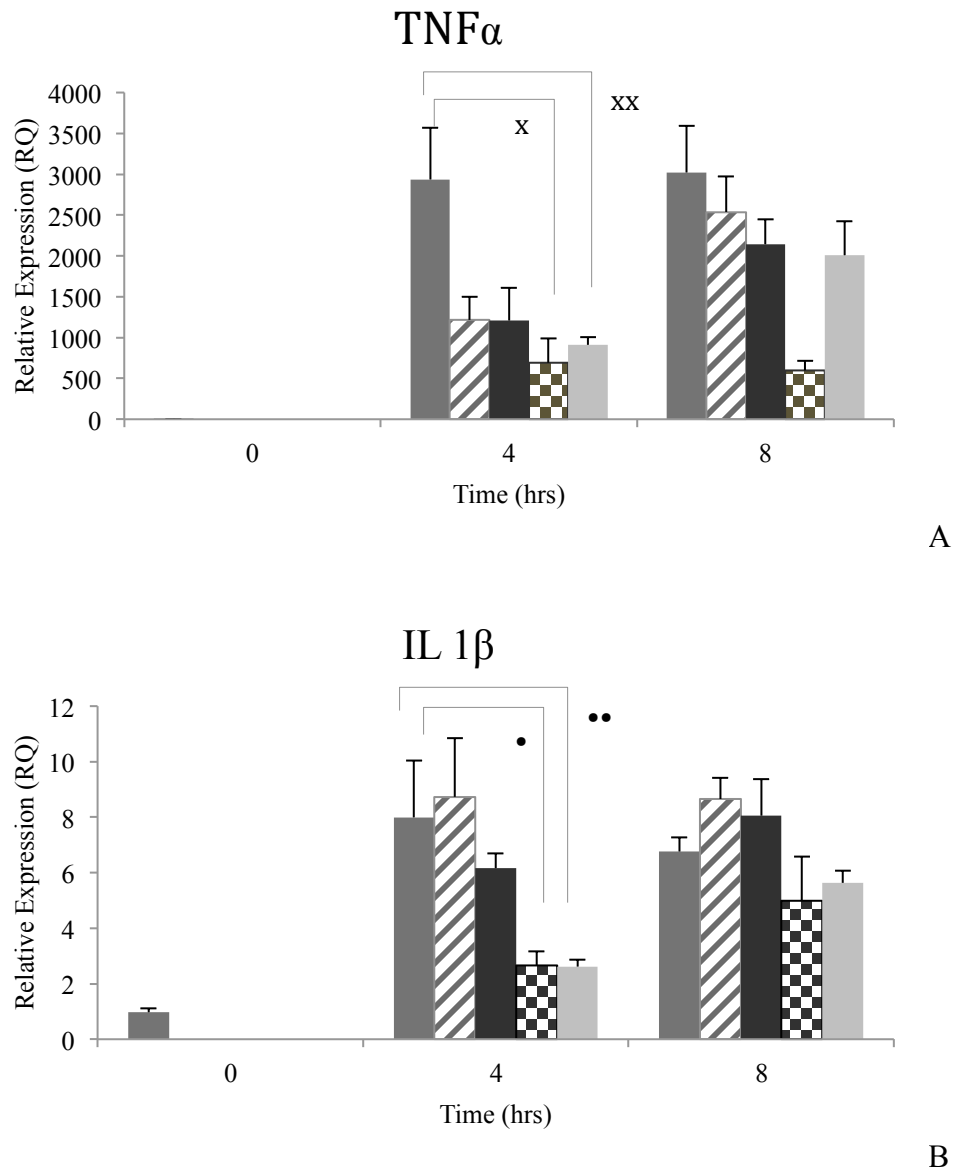 TNFα
xx
x
4000
3500
3000
2500
2000
1500
1000
500
0
Relative Expression (RQ)
0 4 8
Time (hrs)
A
IL 1β
••
•
12
10
8
6
4
2
0
Relative Expression (RQ)
0 4 8
Time (hrs)
B